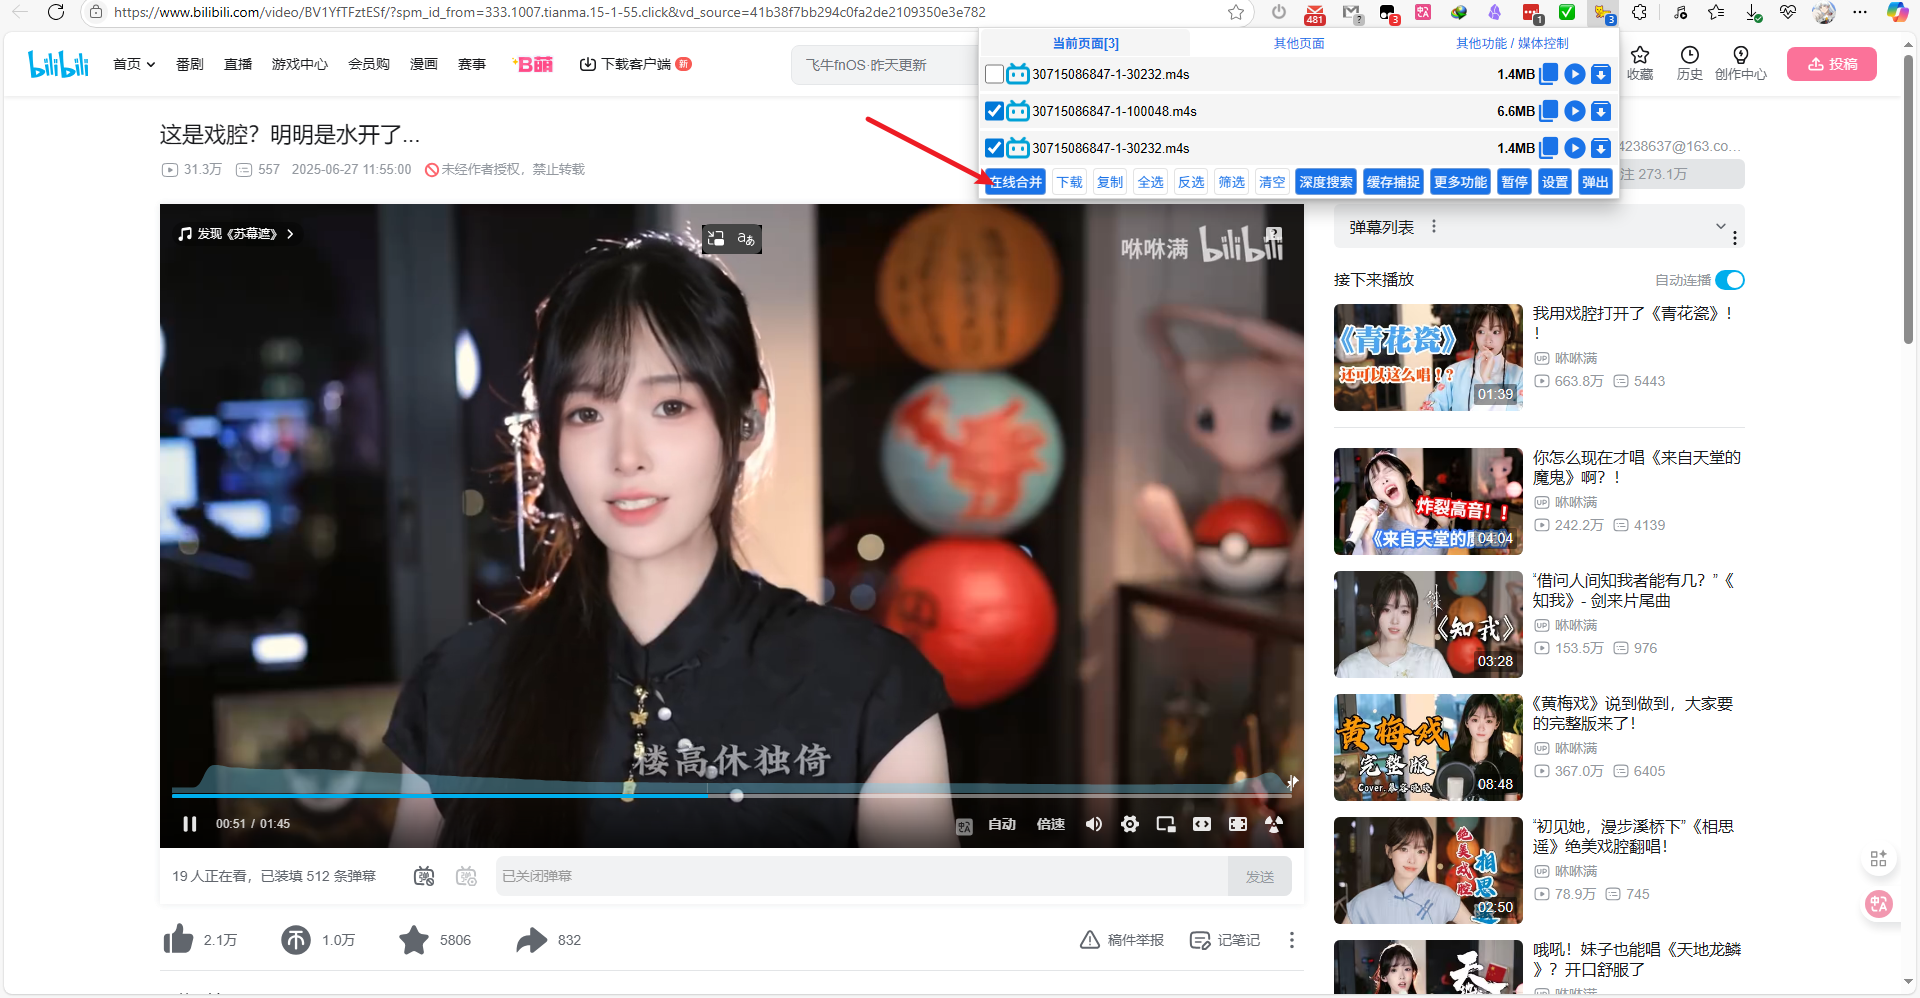 https://www.bilibili.com/video/BV1YfTFztESf/?spm_id_from=333.1007.tianma.15-1-55.click&vd_source=41b38f7bb294c0fa2de2109350e3e782
481
?
3
1
3
bilibili
首页
番剧
直播
游戏中心
会员购
漫画
赛事
B萌
下载客户端
新
飞牛fnOS·昨天更新
收藏
历史
创作中心
投稿
当前页面[3]
其他页面
其他功能 / 媒体控制
30715086847-1-30232.m4s
1.4MB
30715086847-1-100048.m4s
6.6MB
30715086847-1-30232.m4s
1.4MB
在线合并
下载
复制
全选
反选
筛选
清空
深度搜索
缓存捕捉
更多功能
暂停
设置
弹出
这是戏腔？明明是水开了...
31.3万
557
2025-06-27 11:55:00
未经作者授权，禁止转载
4238637@163.co...
注 273.1万
发现《苏幕遮》
咻咻满 bilibili
楼高休独倚
00:51 / 01:45
自动
倍速
19 人正在看，已装填 512 条弹幕
已关闭弹幕
发送
2.1万
1.0万
5806
832
稿件举报
记笔记
弹幕列表
接下来播放
自动连播
《青花瓷》
还可以这么唱！？
01:39
我用戏腔打开了《青花瓷》！
！
咻咻满
663.8万
5443
炸裂高音！！
《来自天堂的魔鬼》
04:04
你怎么现在才唱《来自天堂的
魔鬼》啊？！
咻咻满
242.2万
4139
《知我》
03:28
“借问人间知我者能有几？”《
知我》- 剑来片尾曲
咻咻满
153.5万
976
黄梅戏
完整版
08:48
《黄梅戏》说到做到，大家要
的完整版来了！
咻咻满
367.0万
6405
绝美戏腔
相思遥
02:50
“初见她，漫步溪桥下”《相思
遥》绝美戏腔翻唱！
咻咻满
78.9万
745
天
哦吼！妹子也能唱《天地龙鳞
》？开口舒服了